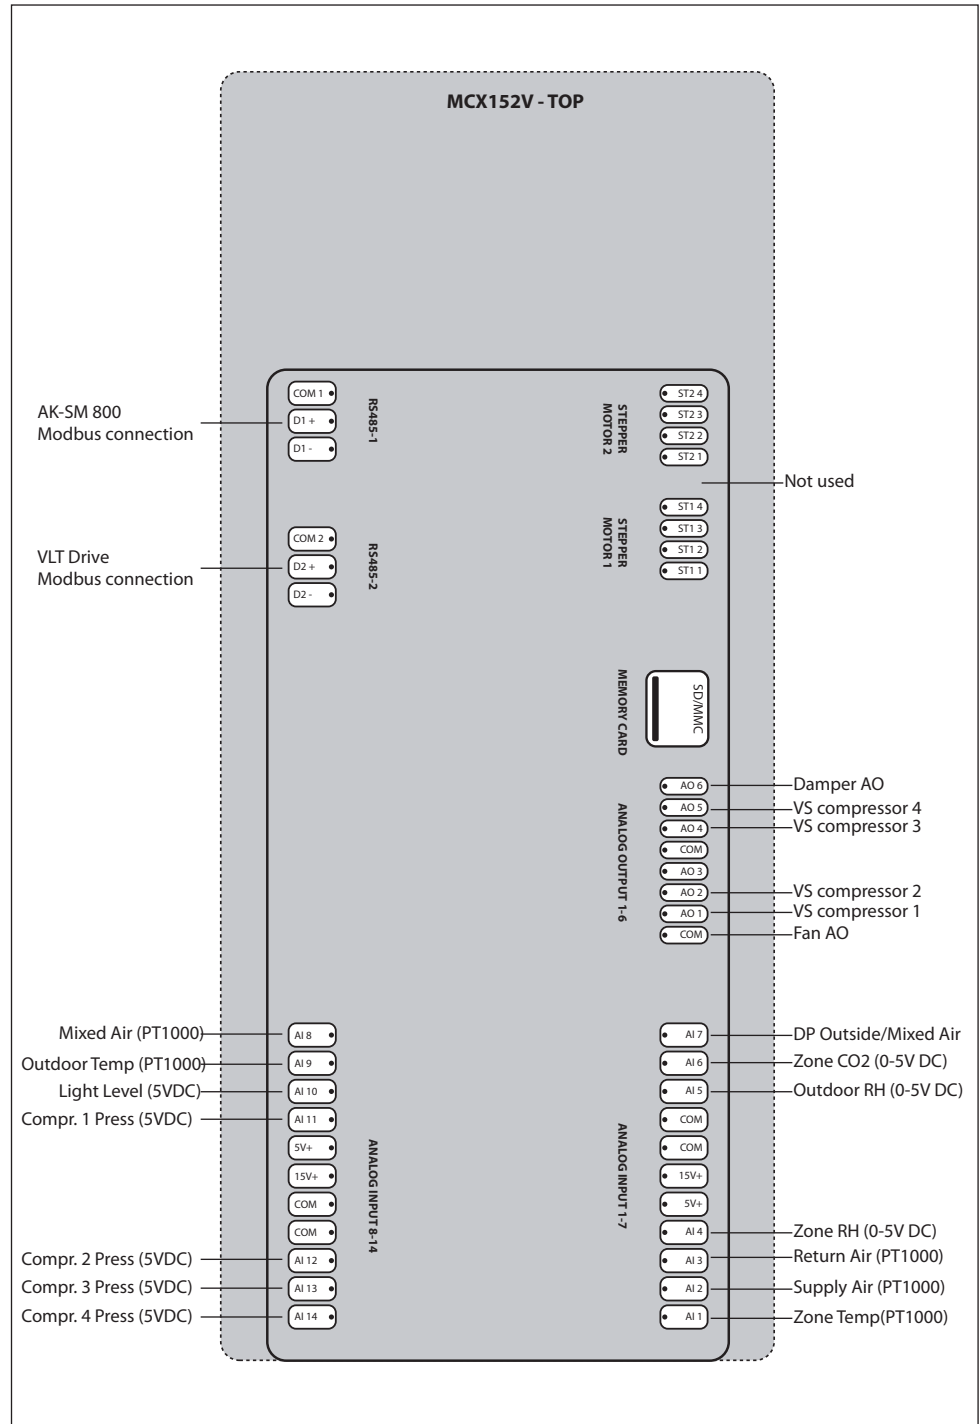 MCX152V - TOP
AK-SM 800
Modbus connection
COM 1
D1 +
D1 -
RS485-1
VLT Drive
Modbus connection
COM 2
D2 +
D2 -
RS485-2
STEPPER
MOTOR 2
ST2 4
ST2 3
ST2 2
ST2 1
Not used
STEPPER
MOTOR 1
ST1 4
ST1 3
ST1 2
ST1 1
MEMORY CARD
SD/MMC
ANALOG OUTPUT 1-6
AO 6
Damper AO
AO 5
VS compressor 4
AO 4
VS compressor 3
COM
AO 3
AO 2
VS compressor 2
AO 1
VS compressor 1
COM
Fan AO
Mixed Air (PT1000)
AI 8
Outdoor Temp (PT1000)
AI 9
Light Level (5VDC)
AI 10
Compr. 1 Press (5VDC)
AI 11
5V+
15V+
COM
COM
Compr. 2 Press (5VDC)
AI 12
Compr. 3 Press (5VDC)
AI 13
Compr. 4 Press (5VDC)
AI 14
ANALOG INPUT 8-14
ANALOG INPUT 1-7
AI 7
DP Outside/Mixed Air
AI 6
Zone CO2 (0-5V DC)
AI 5
Outdoor RH (0-5V DC)
COM
COM
15V+
5V+
AI 4
Zone RH (0-5V DC)
AI 3
Return Air (PT1000)
AI 2
Supply Air (PT1000)
AI 1
Zone Temp(PT1000)